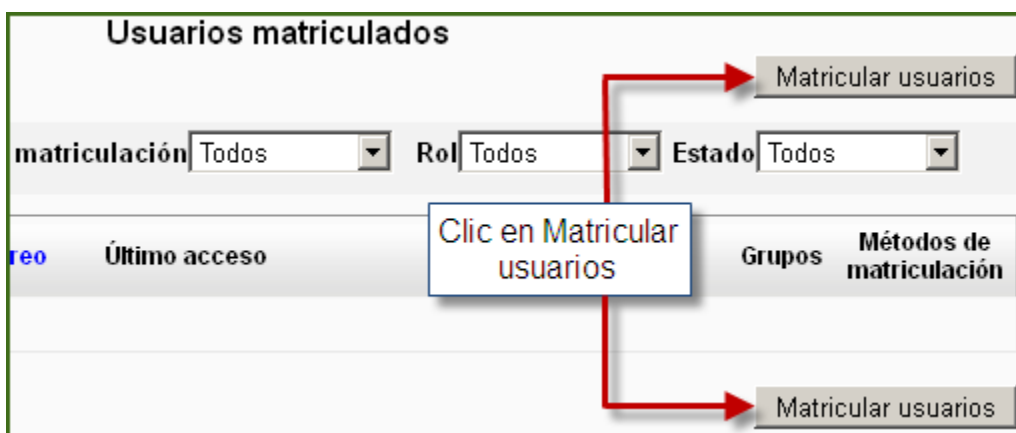 Usuarios matriculados
Matricular usuarios
matriculación Todos Rol Todos Estado Todos
Clic en Matricular
usuarios
reo Último acceso Grupos Métodos de
matriculación
Matricular usuarios